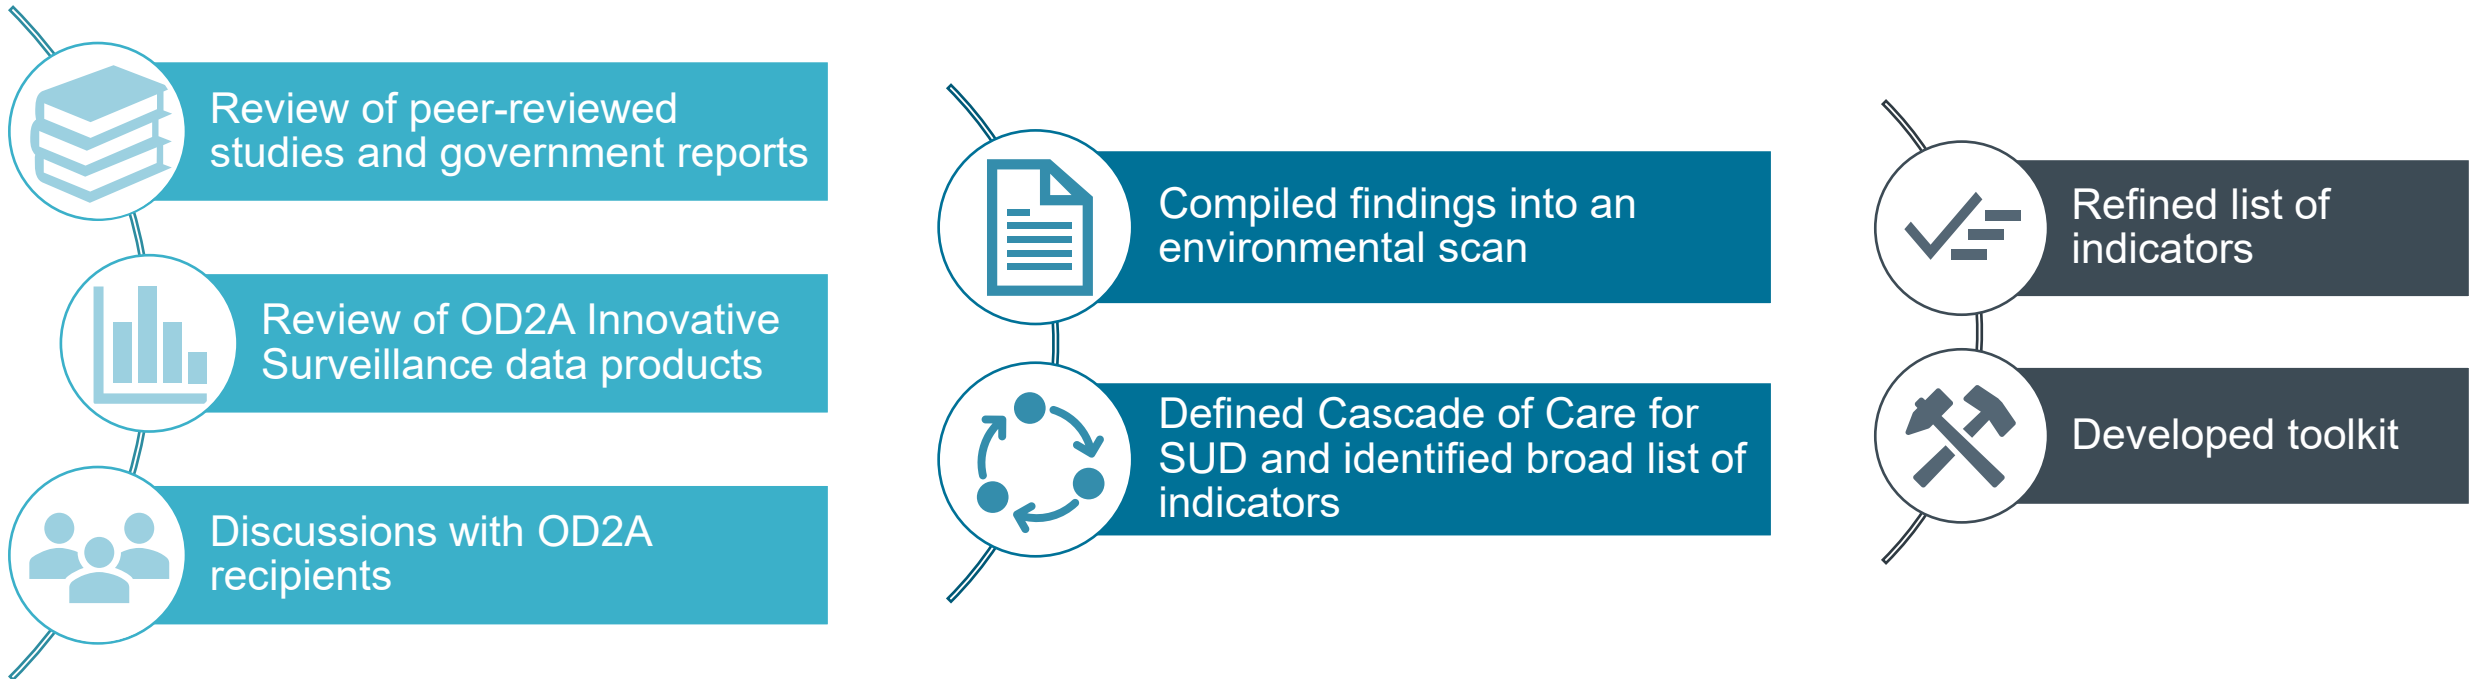 Review of peer-reviewed
studies and government reports
Review of OD2A Innovative
Surveillance data products
Discussions with OD2A
recipients
Compiled findings into an
environmental scan
Defined Cascade of Care for
SUD and identified broad list of
indicators
Refined list of
indicators
Developed toolkit